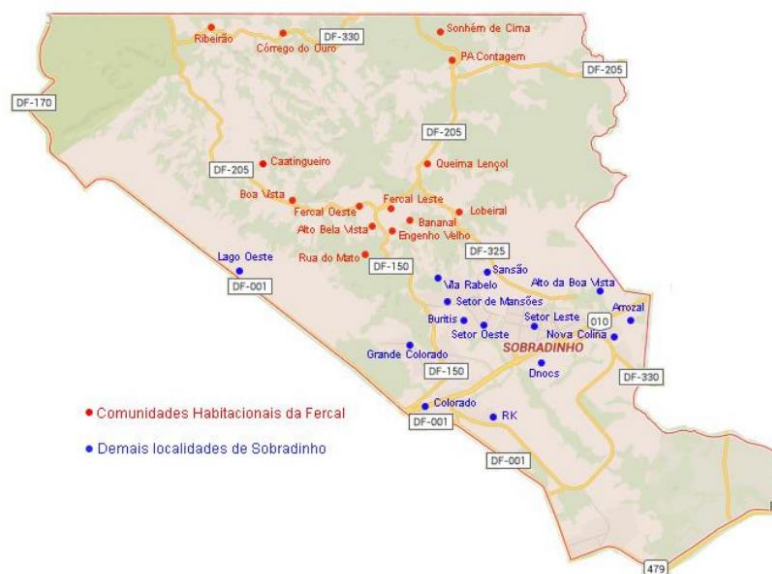 Ribeirão
Córrego do Ouro
DF-330
Sonhém de Cima
PA Contagem
DF-205
DF-170
DF-205
DF-205
Caatingueiro
Queima Lençol
Boa Vista
Fercal Oeste
Fercal Leste
Lobeiral
Alto Bela Vista
Bananal
Engenho Velho
Rua do Mato
DF-150
DF-325
Lago Oeste
DF-001
Sansão
Vila Rabelo
Alto da Boa Vista
Setor de Mansões
Buritis
Setor Oeste
Setor Leste
010
Arrozal
Nova Colina
SOBRADINHO
Grande Colorado
DF-150
Dnocs
DF-330
Colorado
DF-001
RK
DF-001
Comunidades Habitacionais da Fercal
Demais localidades de Sobradinho
479